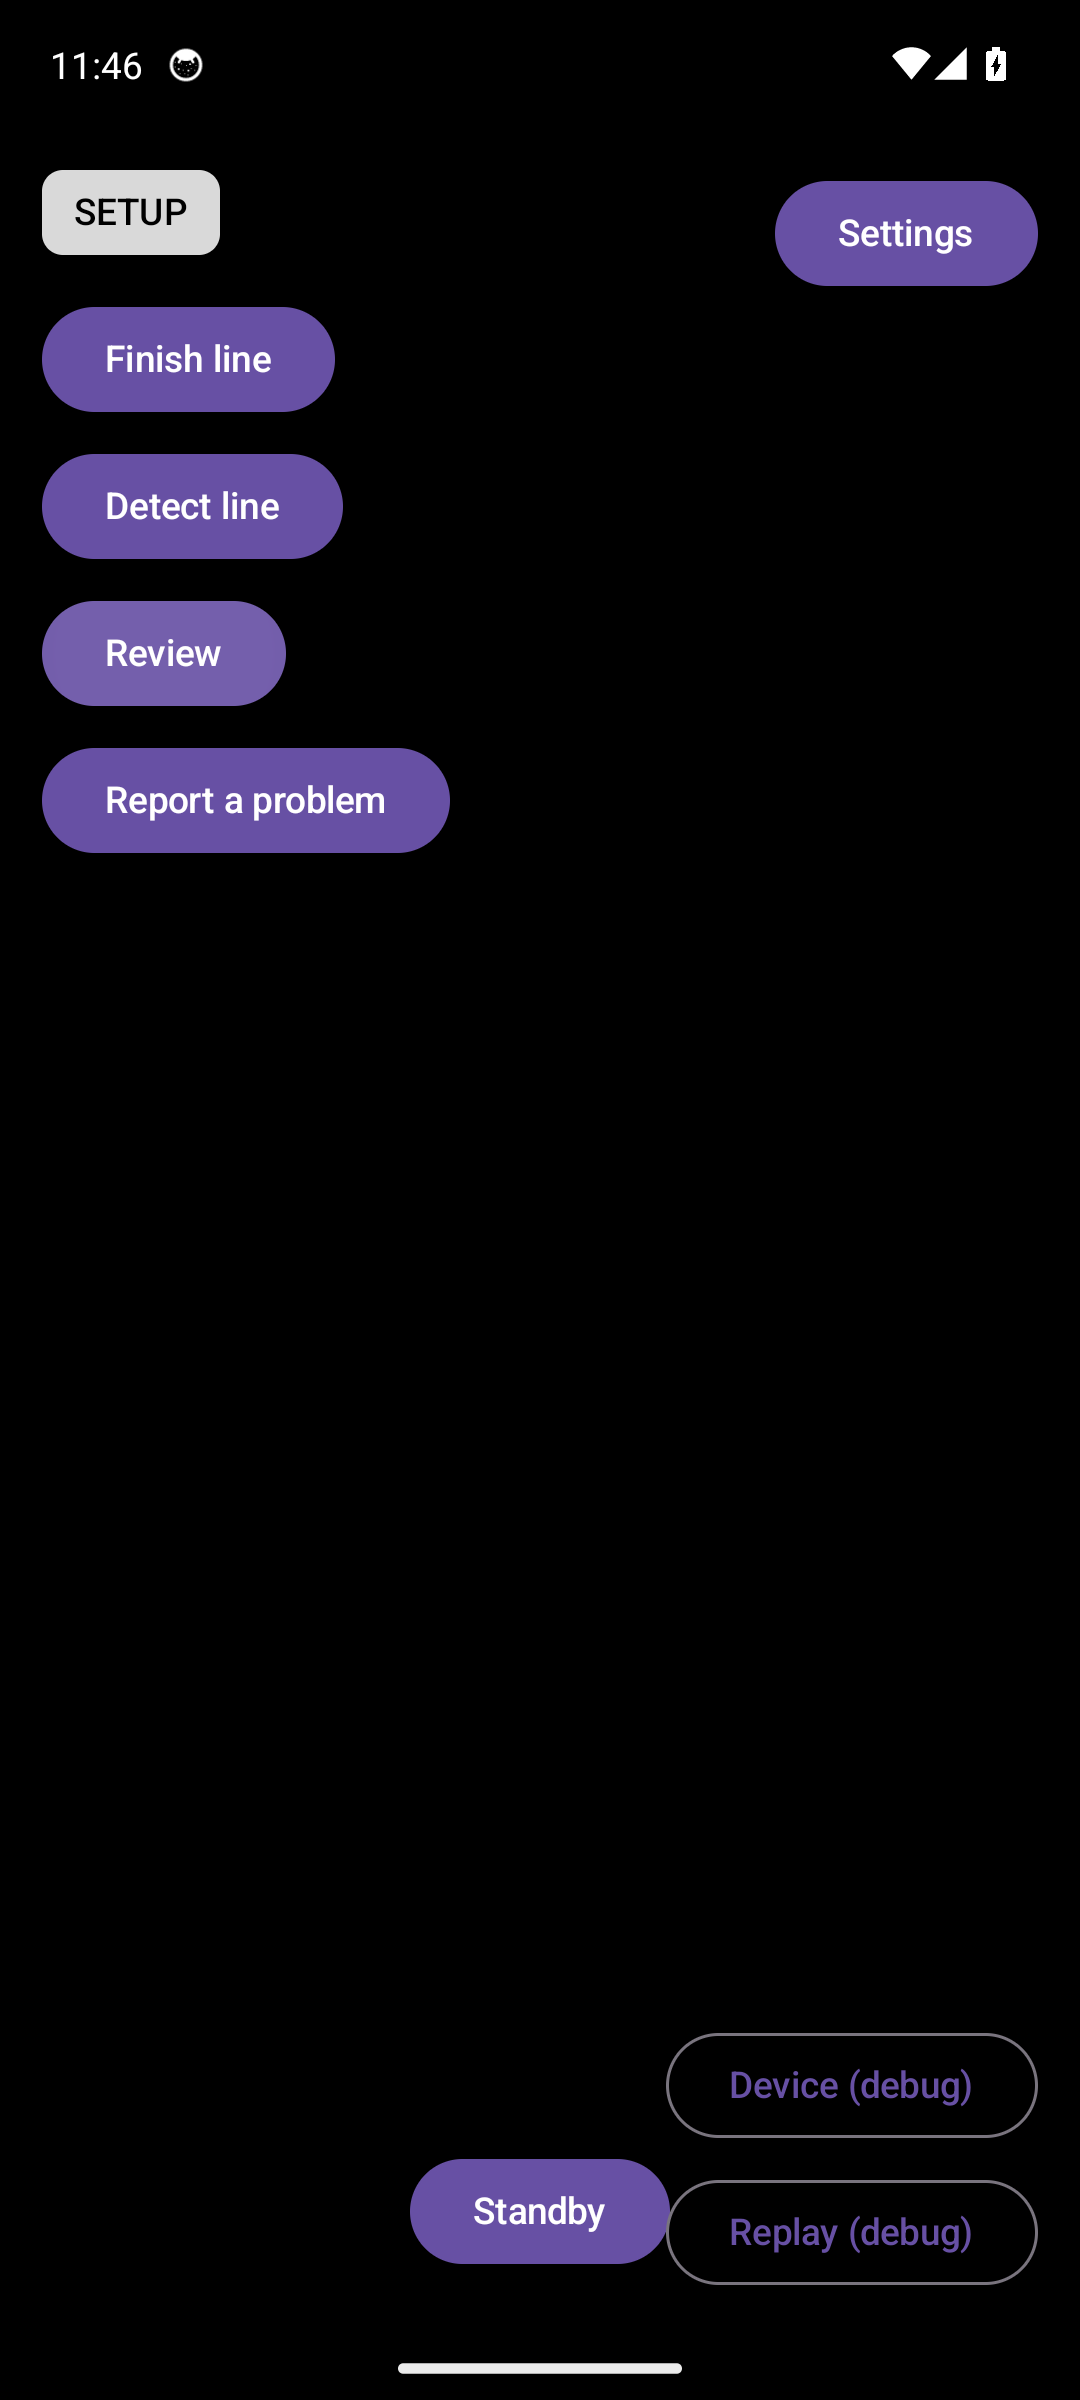 11:46
SETUP
Settings
Finish line
Detect line
Review
Report a problem
Device (debug)
Standby
Replay (debug)